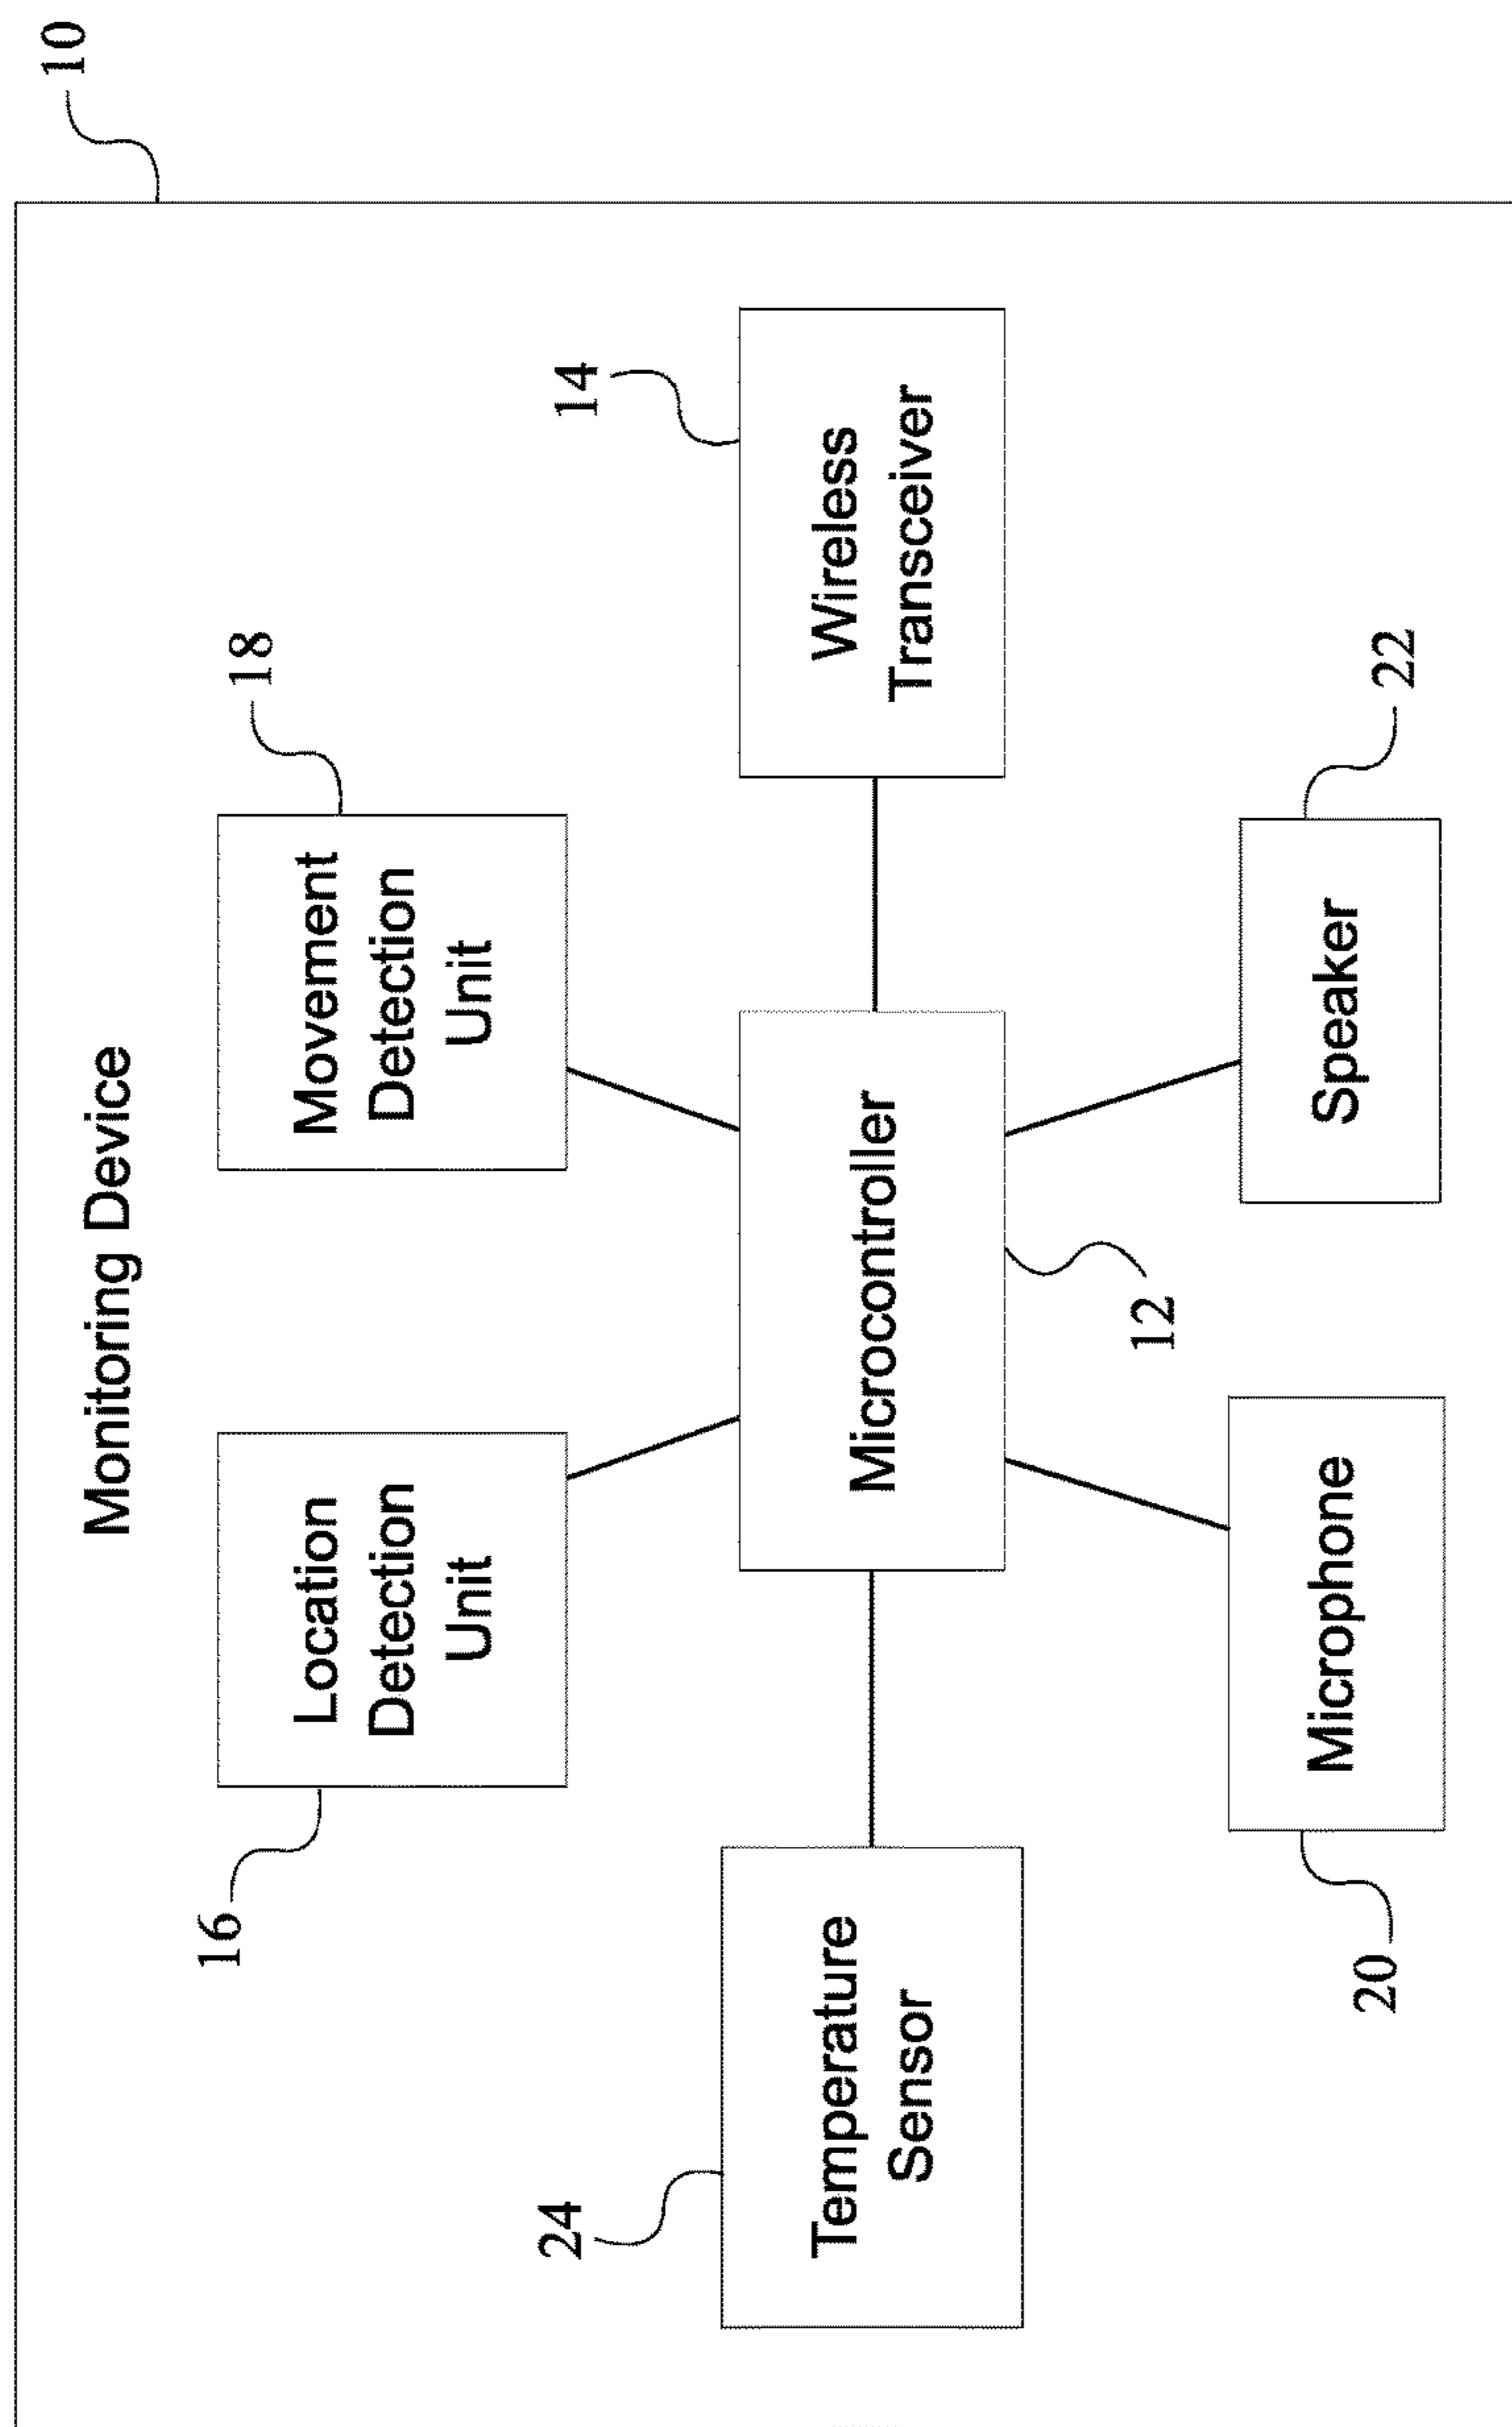 10
Monitoring Device
16
Location
Detection
Unit
Movement
Detection
Unit
18
24
Temperature
Sensor
Microcontroller
14
Wireless
Transceiver
12
20
Microphone
Speaker
22